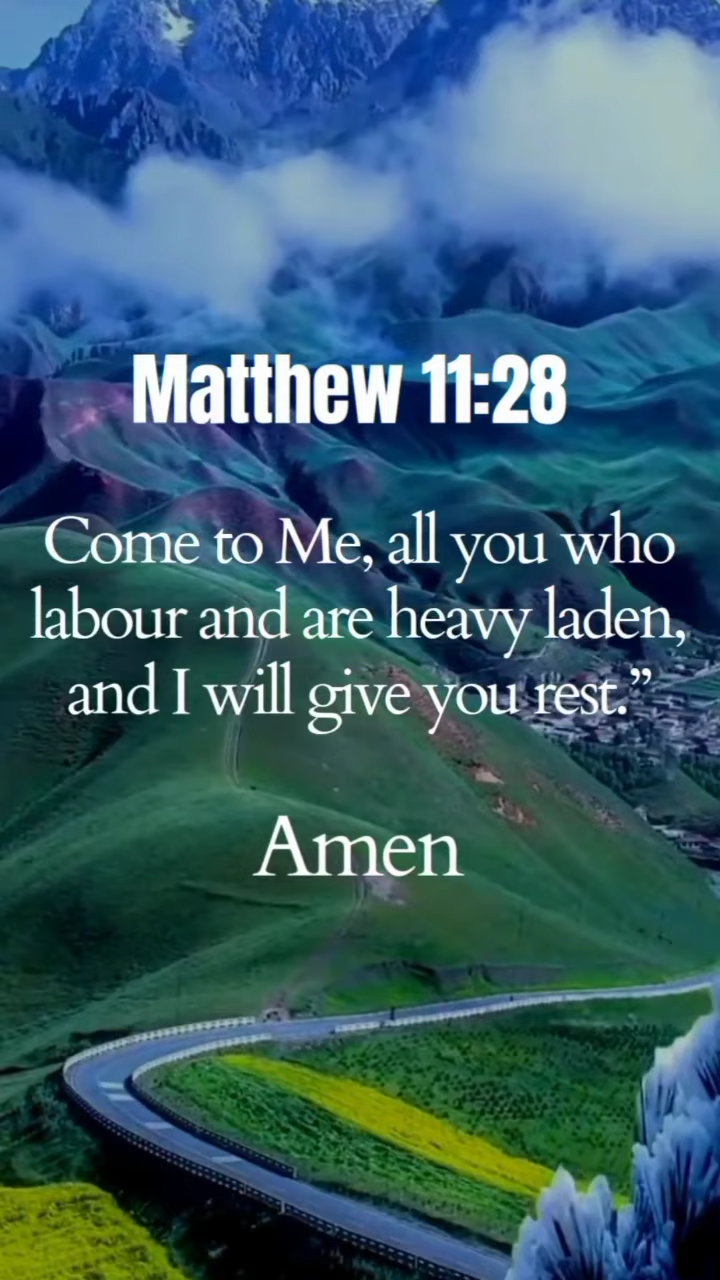 Matthew 11:28
Come to Me, all you who
labour and are heavy laden,
and I will give you rest.”
Amen